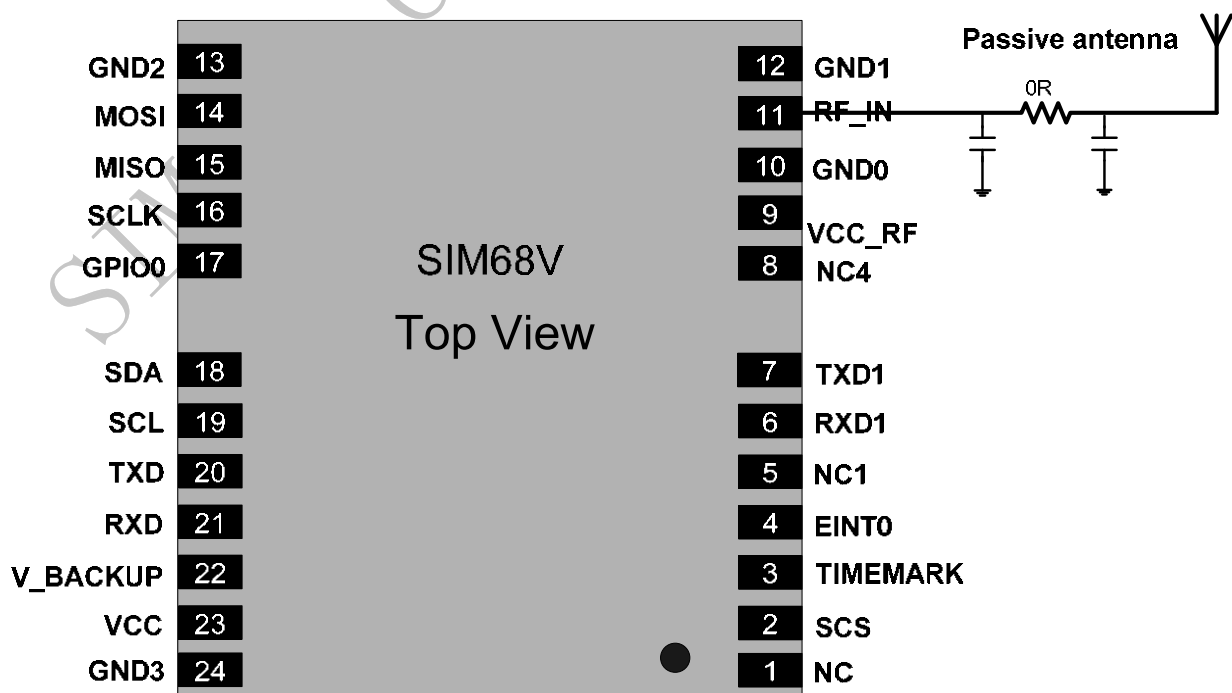 Passive antenna
0R
GND2 13 12 GND1
MOSI 14 11 RF_IN
MISO 15 10 GND0
SCLK 16 9 VCC_RF
GPIO0 17 8 NC4
SIM68V
Top View
SDA 18 7 TXD1
SCL 19 6 RXD1
TXD 20 5 NC1
RXD 21 4 EINT0
V_BACKUP 22 3 TIMEMARK
VCC 23 2 SCS
GND3 24 1 NC
SIM